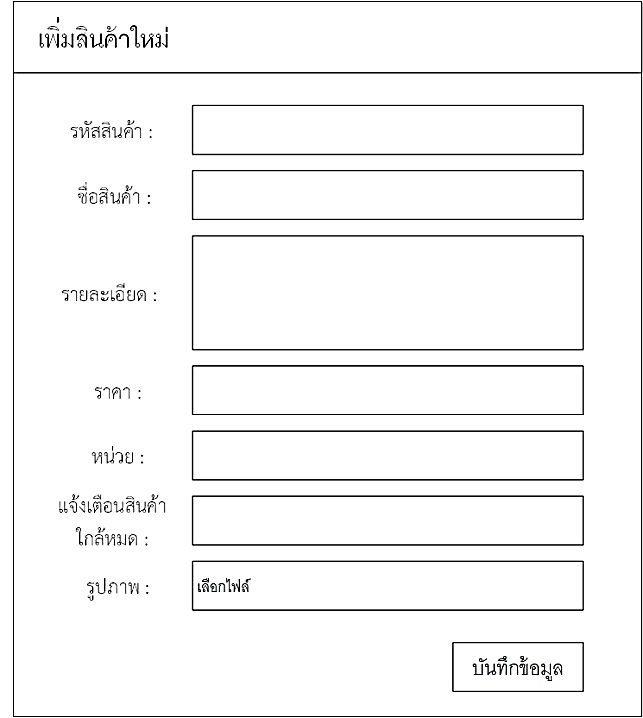 เพิ่มสินค้าใหม่
รหัสสินค้า :
ชื่อสินค้า :
รายละเอียด :
ราคา :
หน่วย :
แจ้งเตือนสินค้า
ใกล้หมด :
รูปภาพ :
เลือกไฟล์
บันทึกข้อมูล